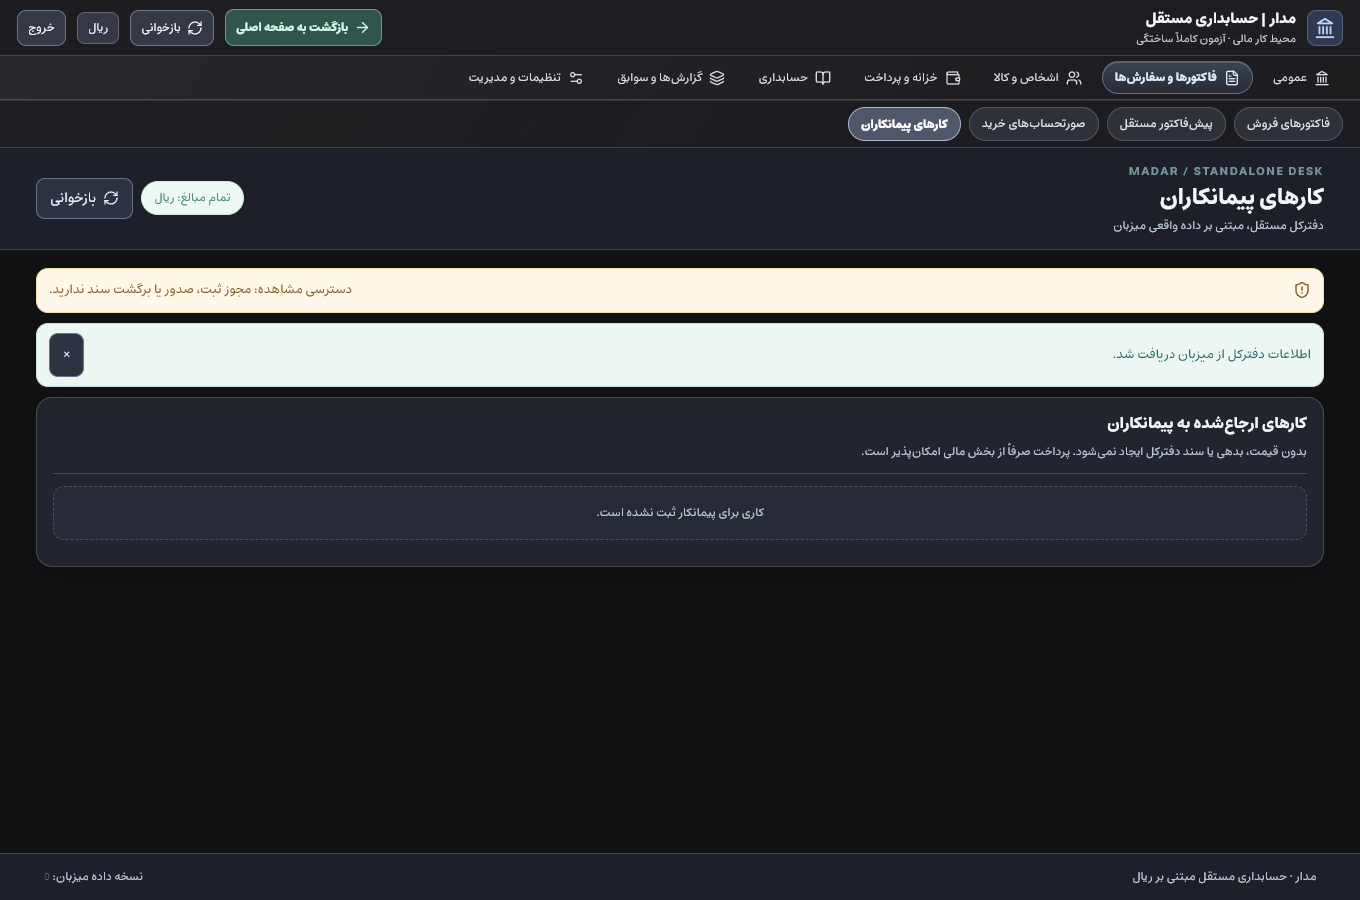 مدار | حسابداری مستقل
محیط کار مالی · آزمون کاملاً ساختگی
بازگشت به صفحه اصلی
بازخوانی
ریال
خروج
عمومی
فاکتورها و سفارش‌ها
اشخاص و کالا
خزانه و پرداخت
حسابداری
گزارش‌ها و سوابق
تنظیمات و مدیریت
فاکتورهای فروش
پیش‌فاکتور مستقل
صورتحساب‌های خرید
کارهای پیمانکاران
MADAR / STANDALONE DESK
کارهای پیمانکاران
دفترکل مستقل، مبتنی بر داده واقعی میزبان
تمام مبالغ: ریال
بازخوانی
دسترسی مشاهده: مجوز ثبت، صدور یا برگشت سند ندارید.
اطلاعات دفترکل از میزبان دریافت شد.
×
کارهای ارجاع‌شده به پیمانکاران
بدون قیمت، بدهی یا سند دفترکل ایجاد نمی‌شود. پرداخت صرفاً از بخش مالی امکان‌پذیر است.
کاری برای پیمانکار ثبت نشده است.
مدار · حسابداری مستقل مبتنی بر ریال
نسخه داده میزبان: